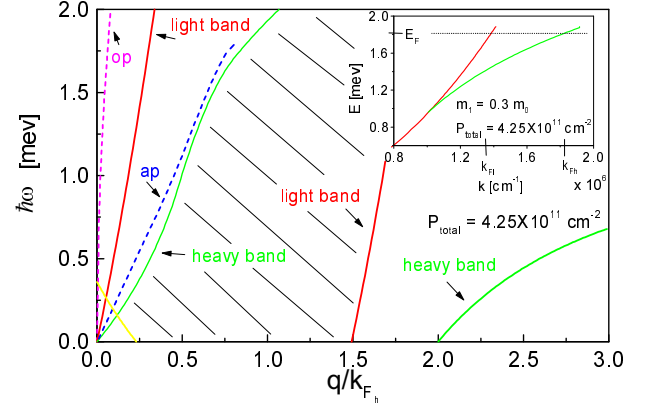 2.0
1.5
1.0
0.5
0.0
ħω [mev]
op
light band
ap
heavy band
light band
P total = 4.25X10^11 cm^-2
heavy band
0.0 0.5 1.0 1.5 2.0 2.5 3.0
q/k_F_h
2.0
1.6
1.2
0.8
E [mev]
E_F
m_1 = 0.3 m_0
P_total = 4.25X10^11 cm^-2
0.8 1.2 1.6 2.0
k_Fl k_Fh
k [cm^-1] x 10^6